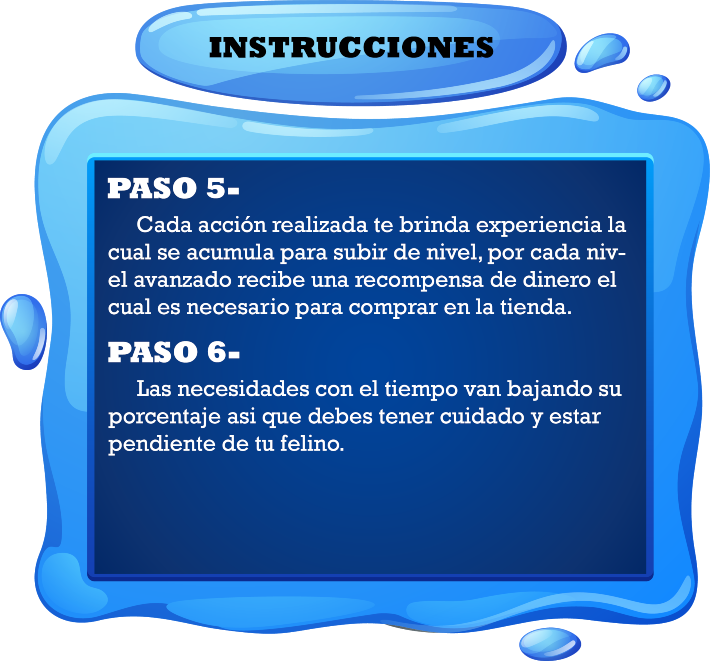 INSTRUCCIONES
PASO 5-
Cada acción realizada te brinda experiencia la
cual se acumula para subir de nivel, por cada niv-
el avanzado recibe una recompensa de dinero el
cual es necesario para comprar en la tienda.
PASO 6-
Las necesidades con el tiempo van bajando su
porcentaje asi que debes tener cuidado y estar
pendiente de tu felino.